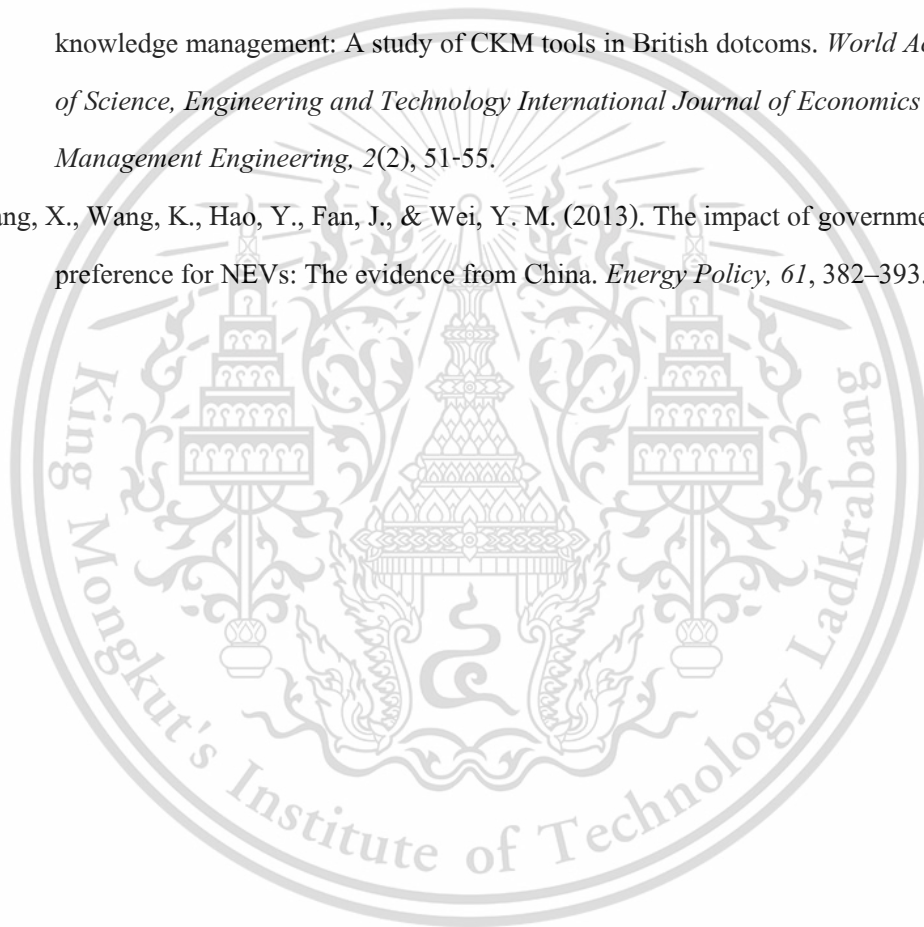 knowledge management: A study of CKM tools in British dotcoms. World A
of Science, Engineering and Technology International Journal of Economics
Management Engineering, 2(2), 51-55.
ang, X., Wang, K., Hao, Y., Fan, J., & Wei, Y. M. (2013). The impact of governme
preference for NEVs: The evidence from China. Energy Policy, 61, 382–393.
King Mongkut's Institute of Technology Ladkrabang